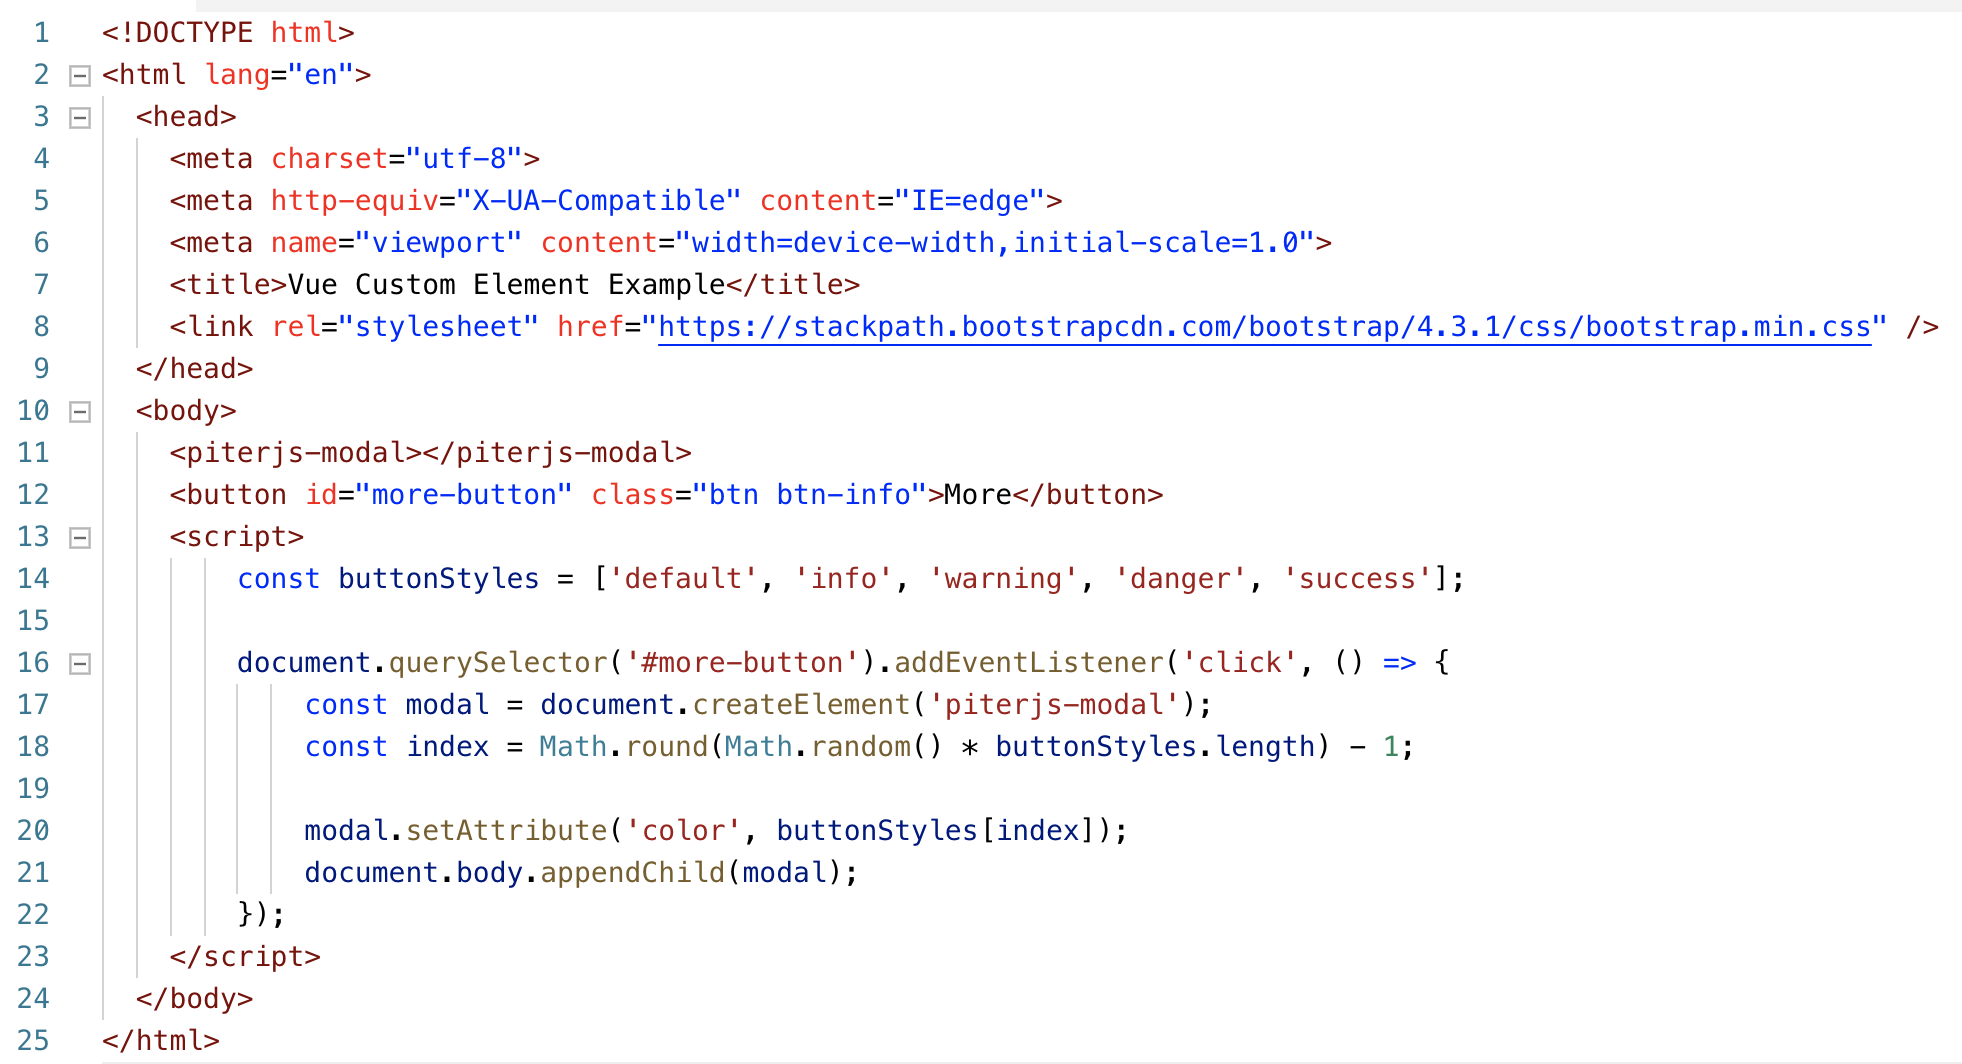 1 <!DOCTYPE html>
2 <html lang="en">
3 <head>
4 <meta charset="utf-8">
5 <meta http-equiv="X-UA-Compatible" content="IE=edge">
6 <meta name="viewport" content="width=device-width,initial-scale=1.0">
7 <title>Vue Custom Element Example</title>
8 <link rel="stylesheet" href="https://stackpath.bootstrapcdn.com/bootstrap/4.3.1/css/bootstrap.min.css" />
9 </head>
10 <body>
11 <piterjs-modal></piterjs-modal>
12 <button id="more-button" class="btn btn-info">More</button>
13 <script>
14 const buttonStyles = ['default', 'info', 'warning', 'danger', 'success'];
15
16 document.querySelector('#more-button').addEventListener('click', () => {
17 const modal = document.createElement('piterjs-modal');
18 const index = Math.round(Math.random() * buttonStyles.length) - 1;
19
20 modal.setAttribute('color', buttonStyles[index]);
21 document.body.appendChild(modal);
22 });
23 </script>
24 </body>
25 </html>